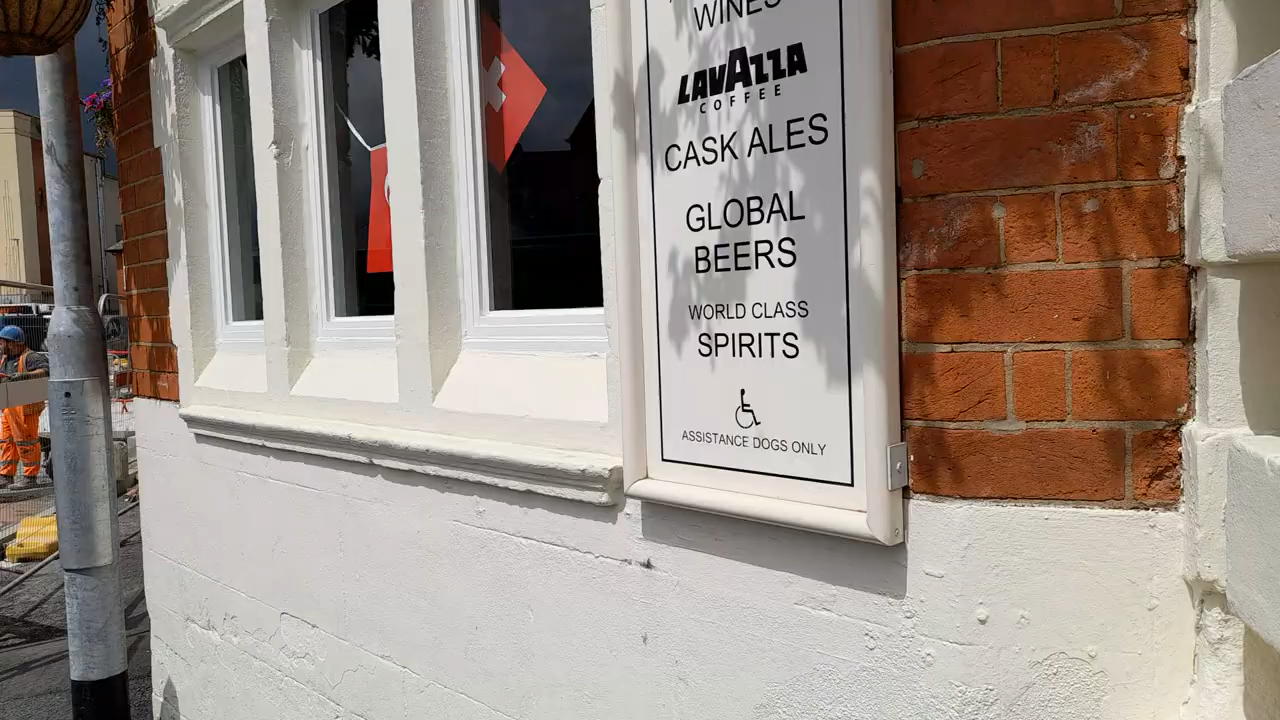 WINES
LAVAZZA
COFFEE
CASK ALES
GLOBAL
BEERS
WORLD CLASS
SPIRITS
ASSISTANCE DOGS ONLY